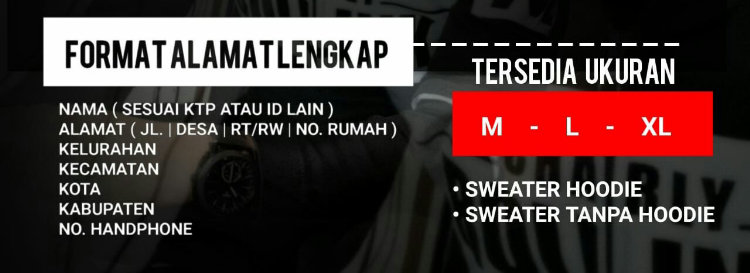 FORMAT ALAMAT LENGKAP
NAMA ( SESUAI KTP ATAU ID LAIN )
ALAMAT ( JL. | DESA | RT/RW | NO. RUMAH )
KELURAHAN
KECAMATAN
KOTA
KABUPATEN
NO. HANDPHONE
TERSEDIA UKURAN
M - L - XL
• SWEATER HOODIE
• SWEATER TANPA HOODIE